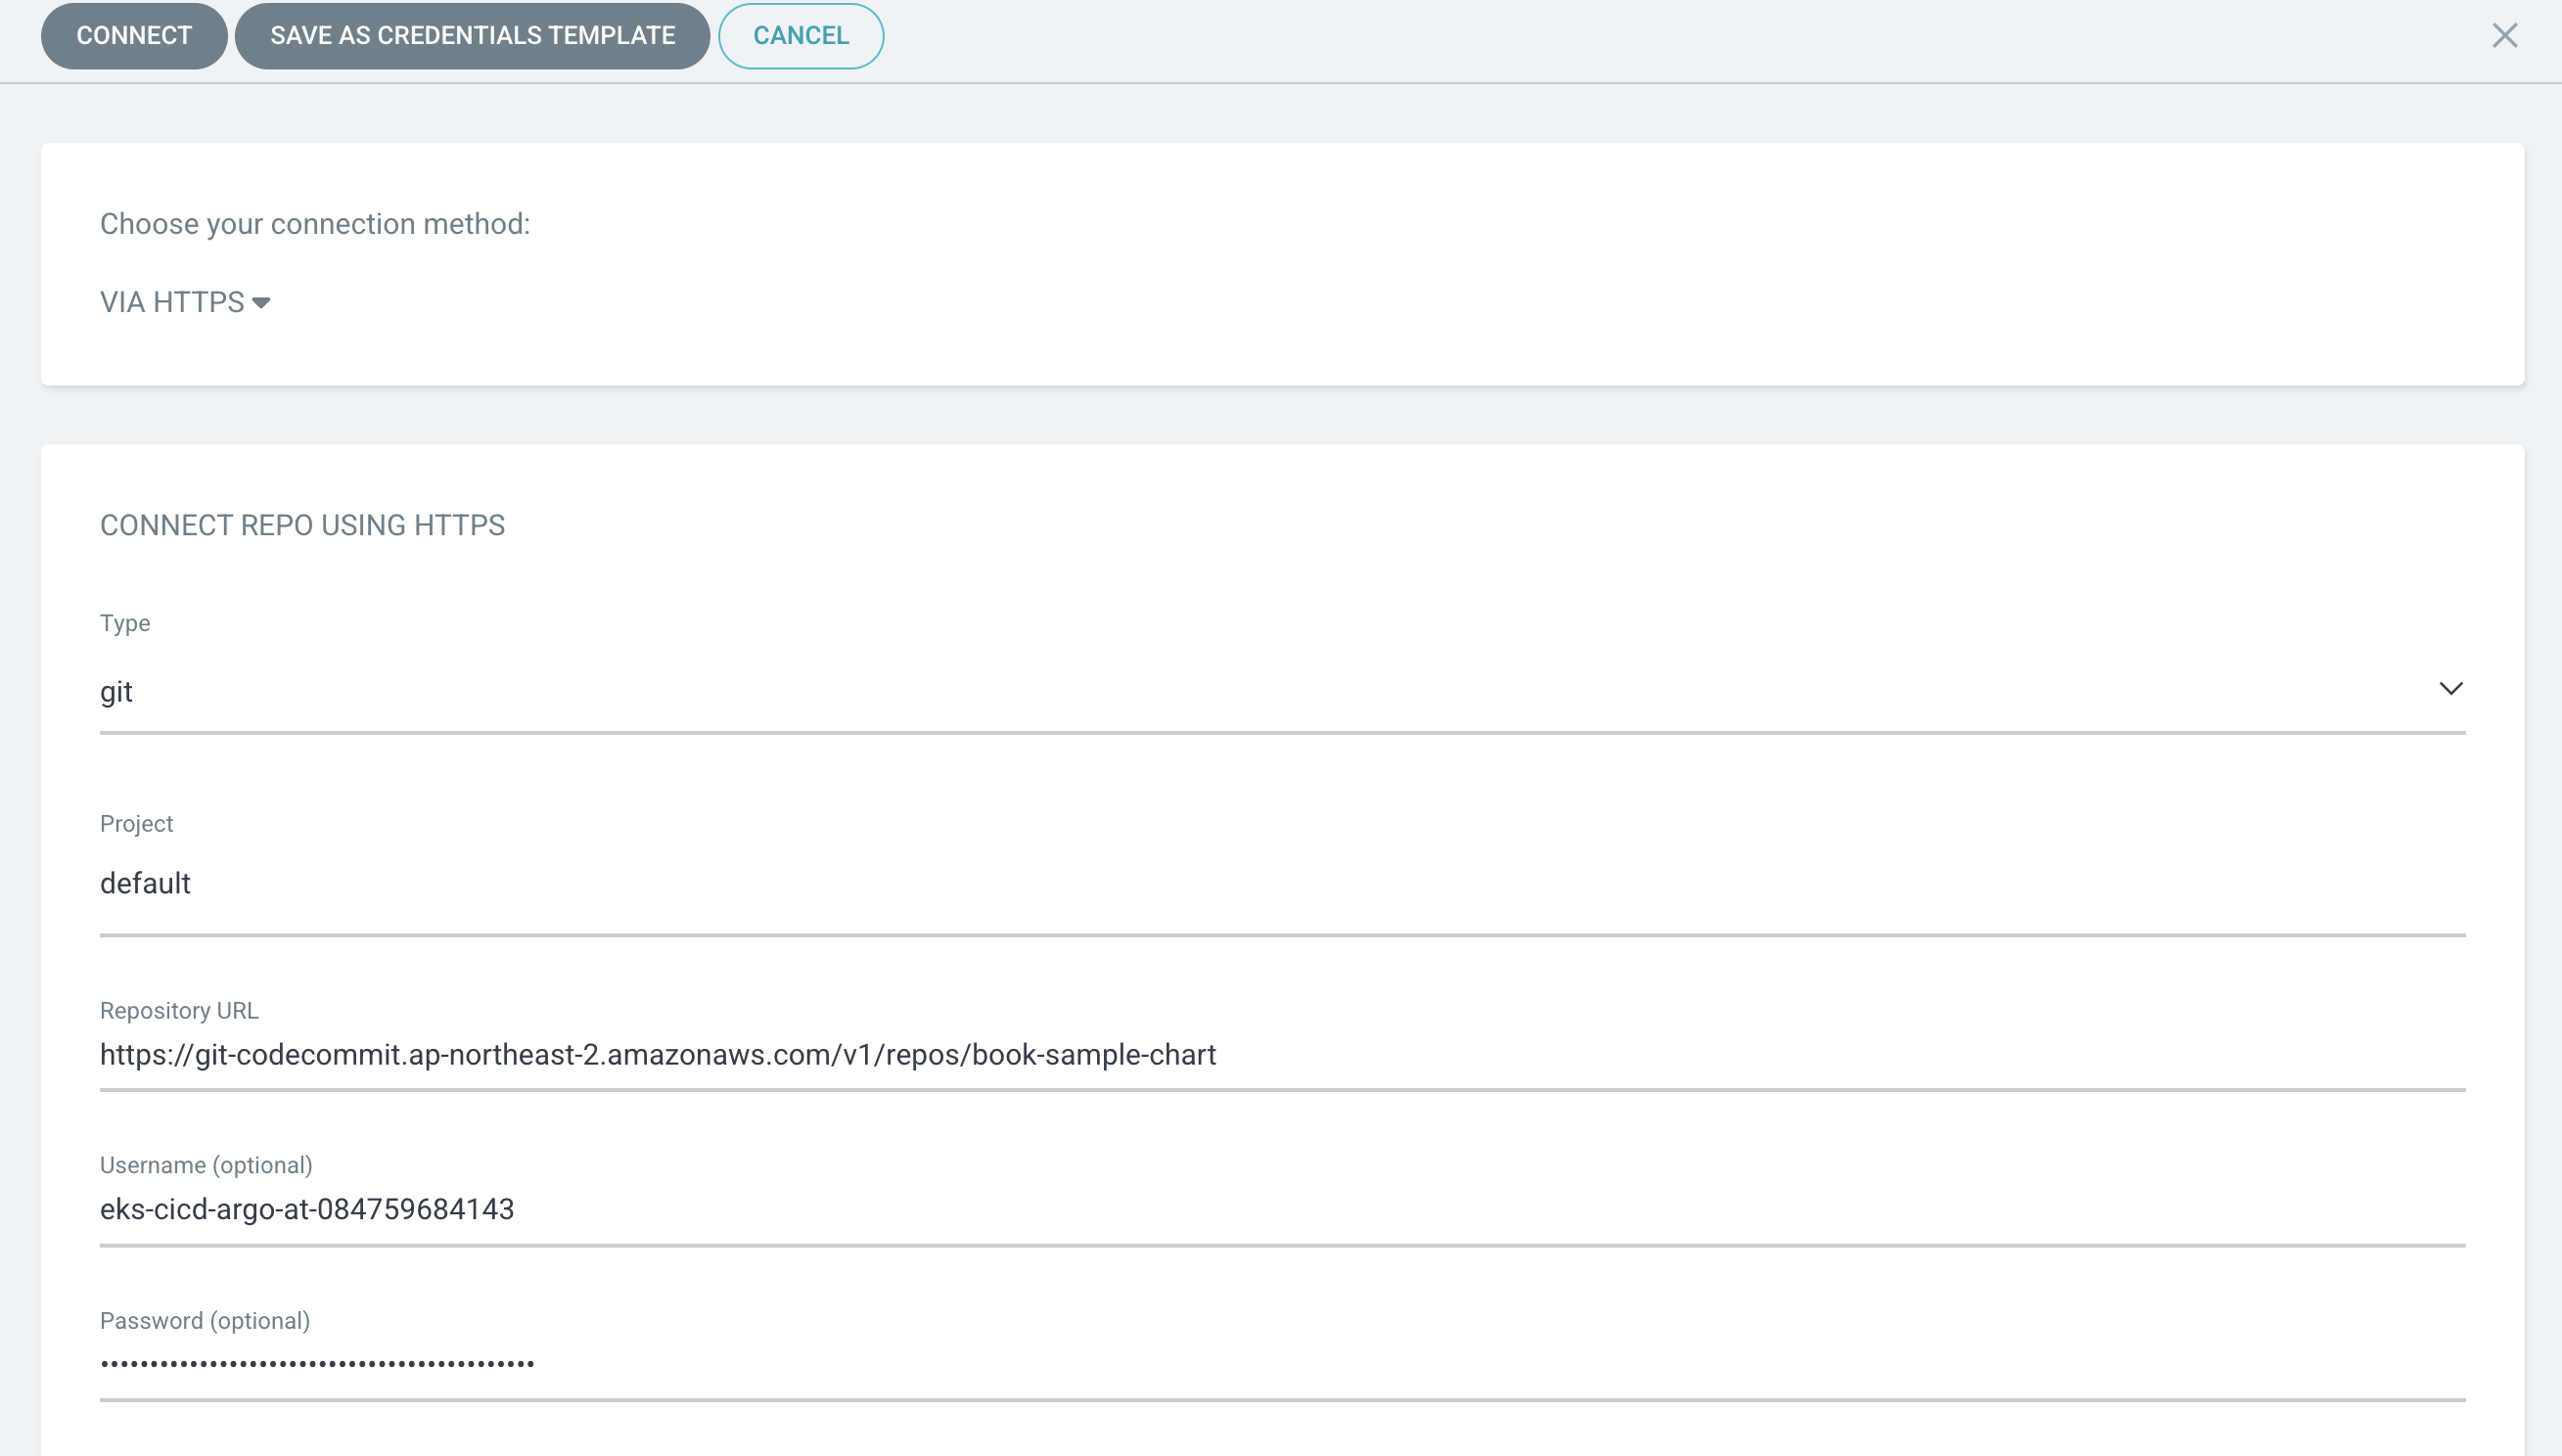 CONNECT SAVE AS CREDENTIALS TEMPLATE CANCEL
Choose your connection method:
VIA HTTPS
CONNECT REPO USING HTTPS
Type
git
Project
default
Repository URL
https://git-codecommit.ap-northeast-2.amazonaws.com/v1/repos/book-sample-chart
Username (optional)
eks-cicd-argo-at-084759684143
Password (optional)
••••••••••••••••••••••••••••••••••••••••••••